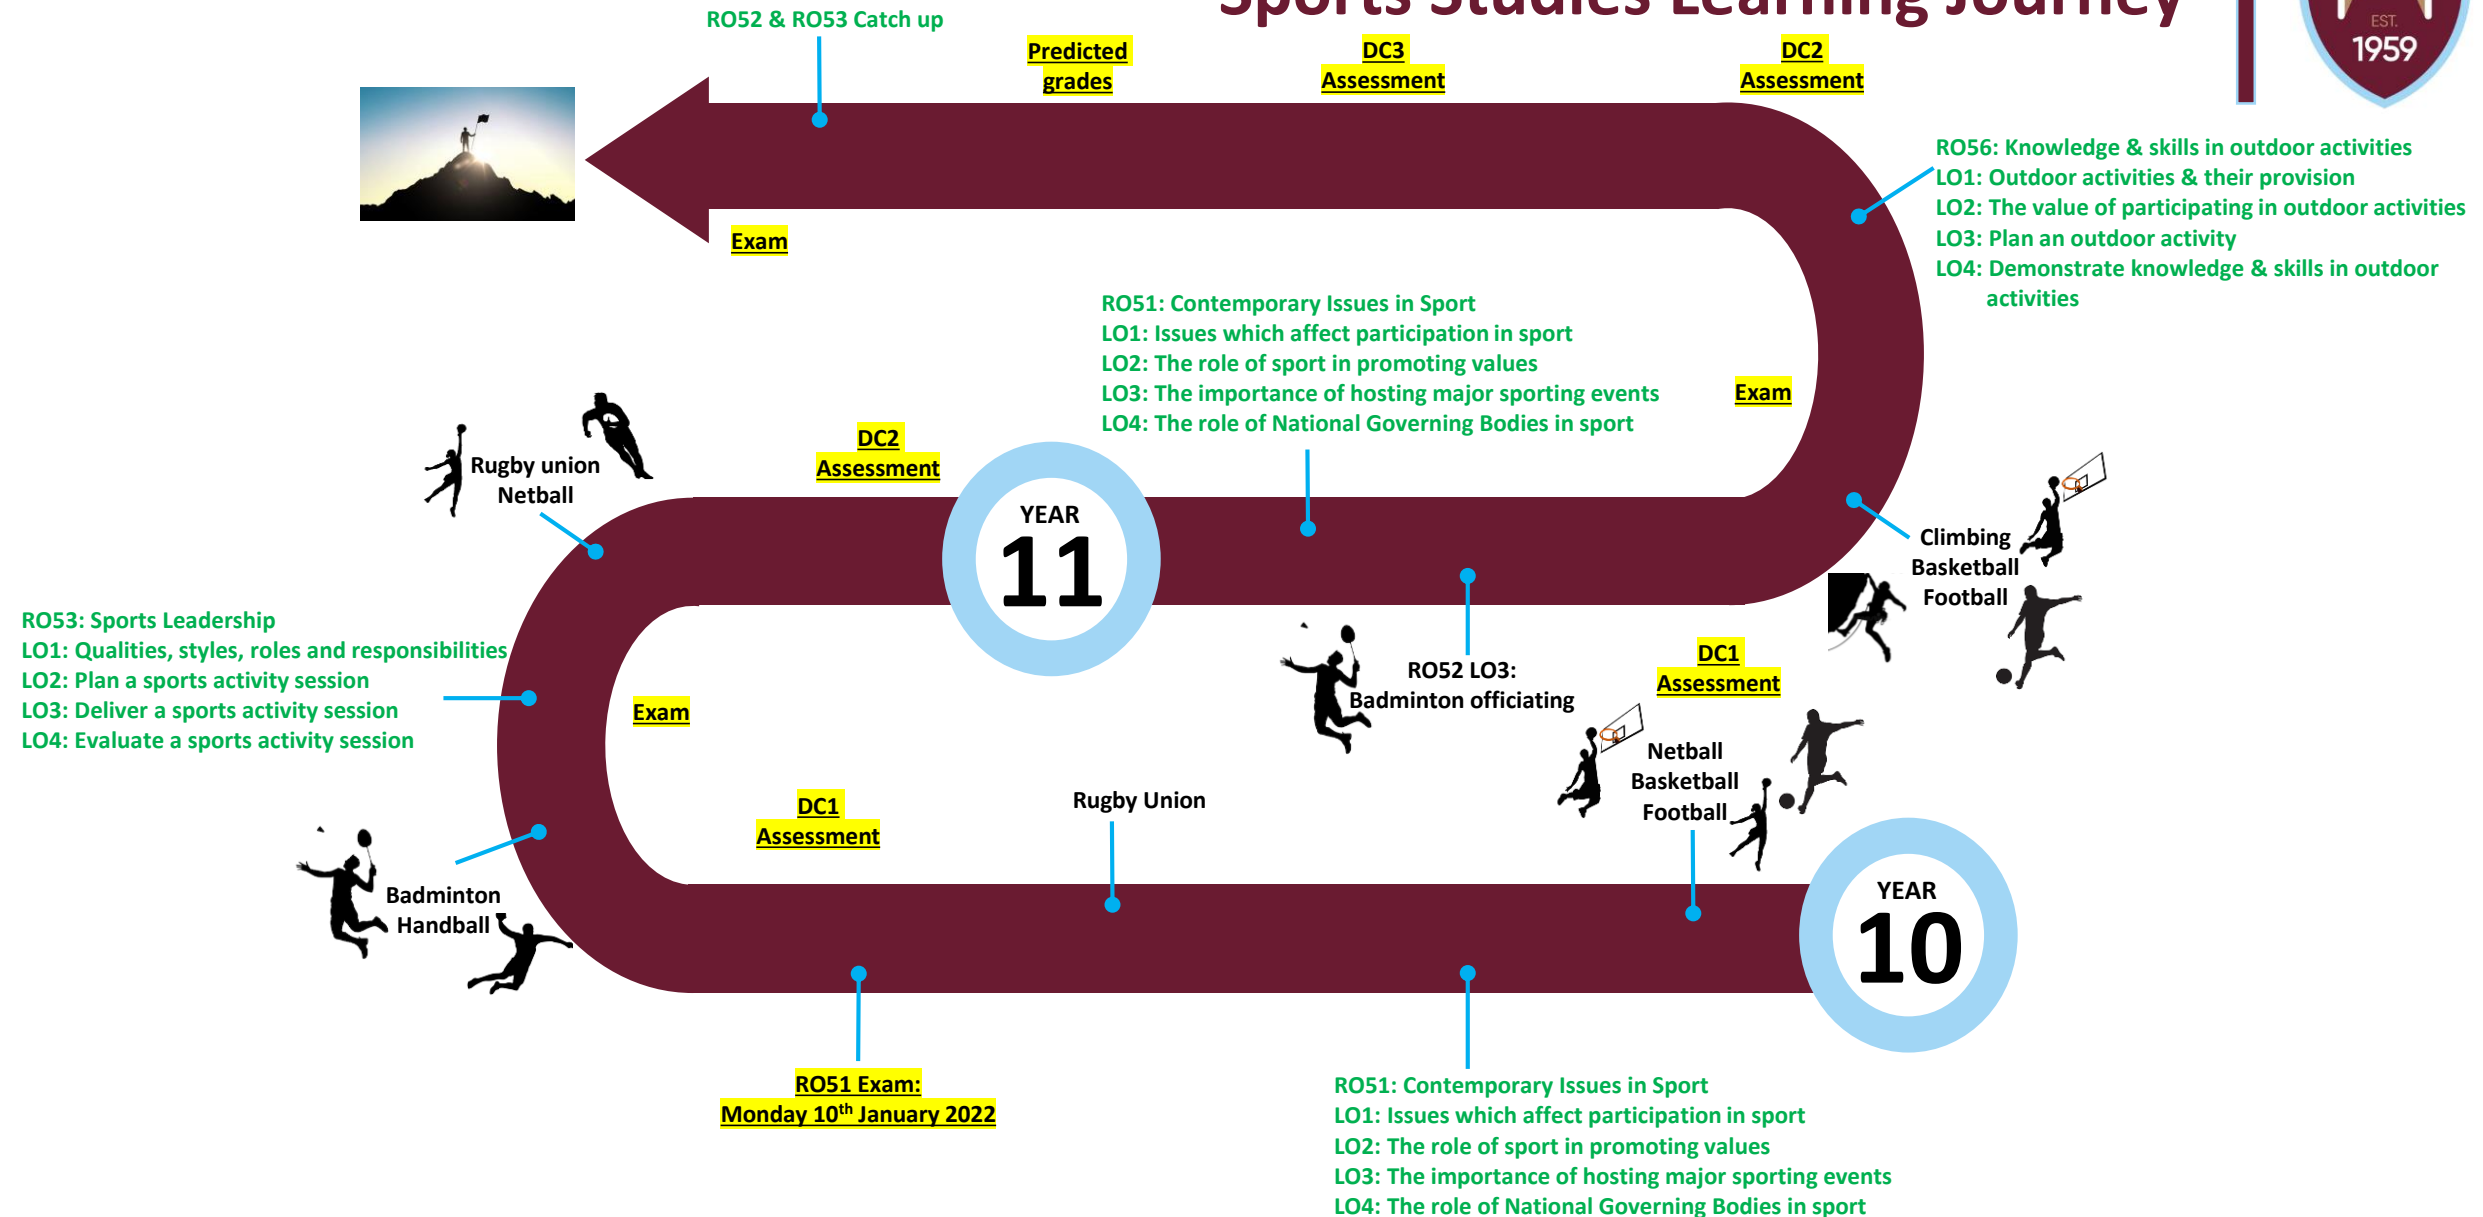 Sports Studies Learning Journey
EST.
1959
RO52 & RO53 Catch up
Predicted
grades
DC3
Assessment
DC2
Assessment
RO56: Knowledge & skills in outdoor activities
LO1: Outdoor activities & their provision
LO2: The value of participating in outdoor activities
LO3: Plan an outdoor activity
LO4: Demonstrate knowledge & skills in outdoor
activities
Exam
RO51: Contemporary Issues in Sport
LO1: Issues which affect participation in sport
LO2: The role of sport in promoting values
LO3: The importance of hosting major sporting events
LO4: The role of National Governing Bodies in sport
Exam
DC2
Assessment
Rugby union
Netball
YEAR
11
Climbing
Basketball
Football
RO53: Sports Leadership
LO1: Qualities, styles, roles and responsibilities
LO2: Plan a sports activity session
LO3: Deliver a sports activity session
LO4: Evaluate a sports activity session
Exam
RO52 LO3:
Badminton officiating
DC1
Assessment
Netball
Basketball
Football
DC1
Assessment
Rugby Union
Badminton
Handball
YEAR
10
RO51 Exam:
Monday 10th January 2022
RO51: Contemporary Issues in Sport
LO1: Issues which affect participation in sport
LO2: The role of sport in promoting values
LO3: The importance of hosting major sporting events
LO4: The role of National Governing Bodies in sport